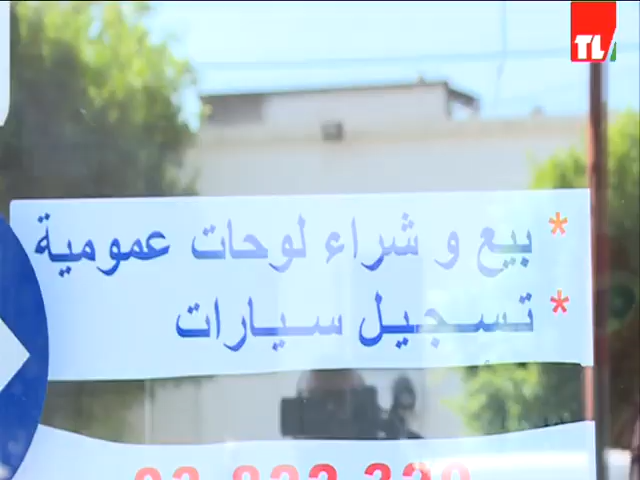 TL
* بيع و شراء لوحات عمومية
* تسجيل سيارات